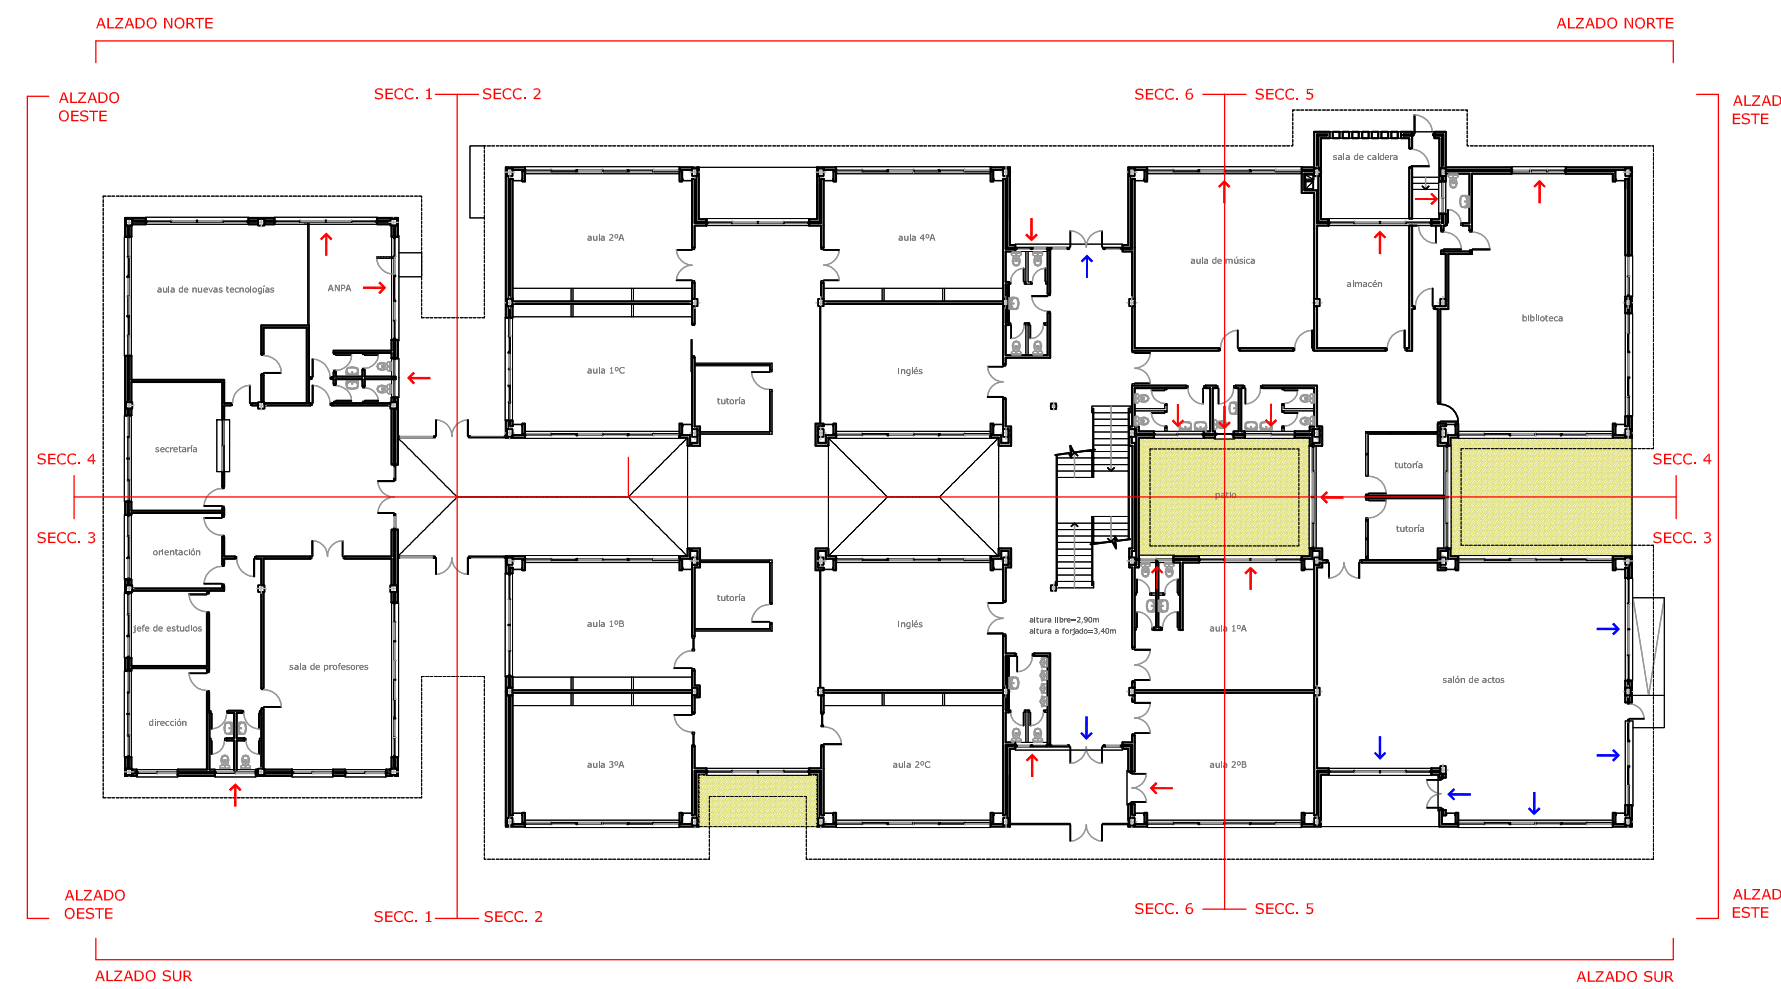 ALZADO NORTE
ALZADO NORTE
SECC. 1
SECC. 2
SECC. 6
SECC. 5
ALZADO
OESTE
ALZAD
ESTE
sala de caldera
aula 2ºA
aula 4ºA
aula de música
ANPA
aula de nuevas tecnologías
almacén
biblioteca
aula 1ºC
Inglés
tutoría
secretaría
SECC. 4
SECC. 4
tutoría
patio
tutoría
SECC. 3
SECC. 3
orientación
tutoría
aula 1ºB
Inglés
altura libre=2,90m
altura a forjado=3,40m
aula 1ºA
jefe de estudios
sala de profesores
salón de actos
dirección
aula 3ºA
aula 2ºC
aula 2ºB
ALZADO
OESTE
ALZAD
ESTE
SECC. 1
SECC. 2
SECC. 6
SECC. 5
ALZADO SUR
ALZADO SUR